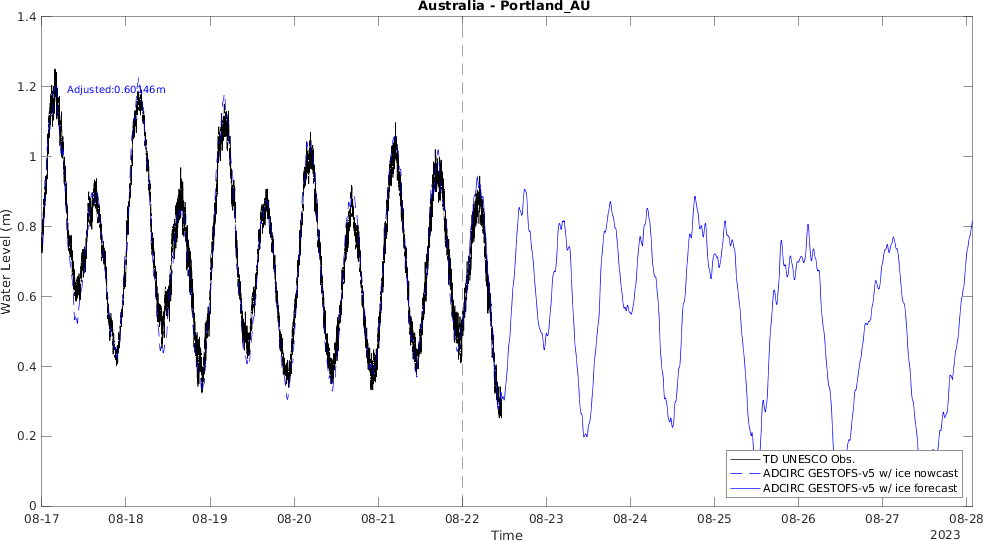 Australia - Portland_AU
1.4
1.2
1
0.8
0.6
0.4
0.2
0
Water Level (m)
TD UNESCO Obs.
ADCIRC GESTOFS-v5 w/ ice nowcast
ADCIRC GESTOFS-v5 w/ ice forecast
08-17 08-18 08-19 08-20 08-21 08-22 08-23 08-24 08-25 08-26 08-27 08-28
Time
2023